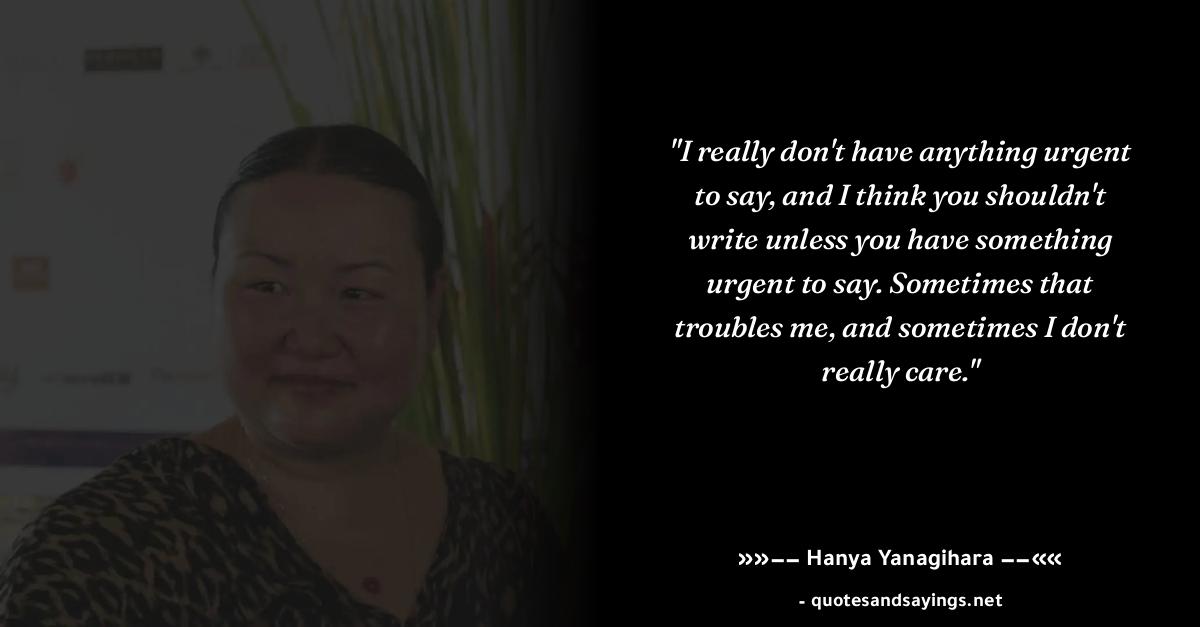 "I really don't have anything urgent
to say, and I think you shouldn't
write unless you have something
urgent to say. Sometimes that
troubles me, and sometimes I don't
really care."
»»–– Hanya Yanagihara ––««
- quotesandsayings.net